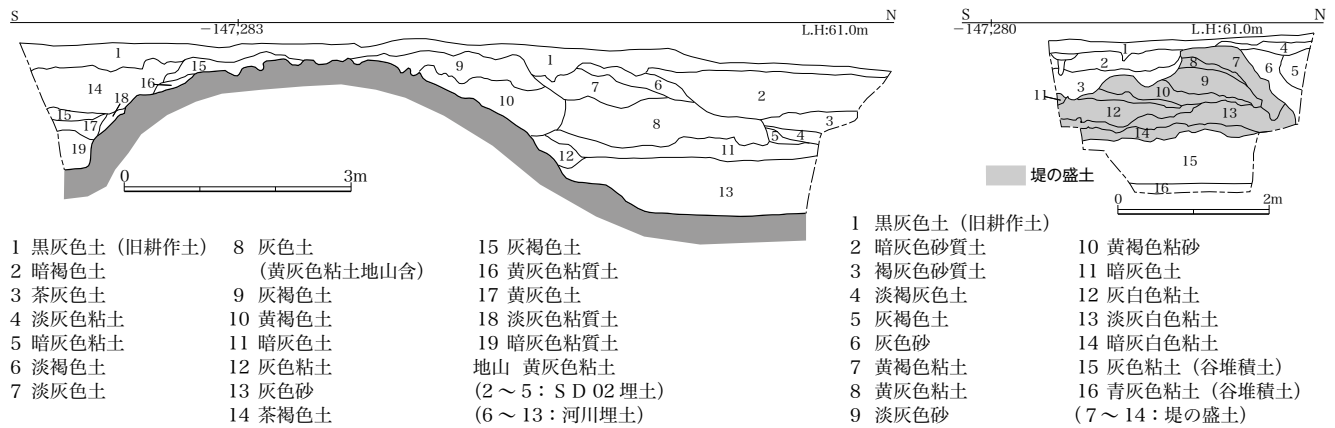 S
N
−147,283
L.H:61.0m
1
15
16
14
18
15
17
19
9
10
1
7
6
8
2
3
5
4
11
12
13
0
3m
S
N
−147,280
L.H:61.0m
1
2
3
4
5
6
7
8
9
10
11
12
13
14
15
16
堤の盛土
0
2m
1 黒灰色土（旧耕作土）
2 暗褐色土
3 茶灰色土
4 淡灰色粘土
5 暗灰色粘土
6 淡褐色土
7 淡灰色土
8 灰色土
（黄灰色粘土地山含）
9 灰褐色土
10 黄褐色土
11 暗灰色土
12 灰色粘土
13 灰色砂
14 茶褐色土
15 灰褐色土
16 黄灰色粘質土
17 黄灰色土
18 淡灰色粘質土
19 暗灰色粘質土
地山 黄灰色粘土
（2～5：ＳＤ02埋土）
（6～13：河川埋土）
1 黒灰色土（旧耕作土）
2 暗灰色砂質土
3 褐灰色砂質土
4 淡褐灰色土
5 灰褐色土
6 灰色砂
7 黄褐色粘土
8 黄灰色粘土
9 淡灰色砂
10 黄褐色粘砂
11 暗灰色土
12 灰白色粘土
13 淡灰白色粘土
14 暗灰白色粘土
15 灰色粘土（谷堆積土）
16 青灰色粘土（谷堆積土）
（7～14：堤の盛土）